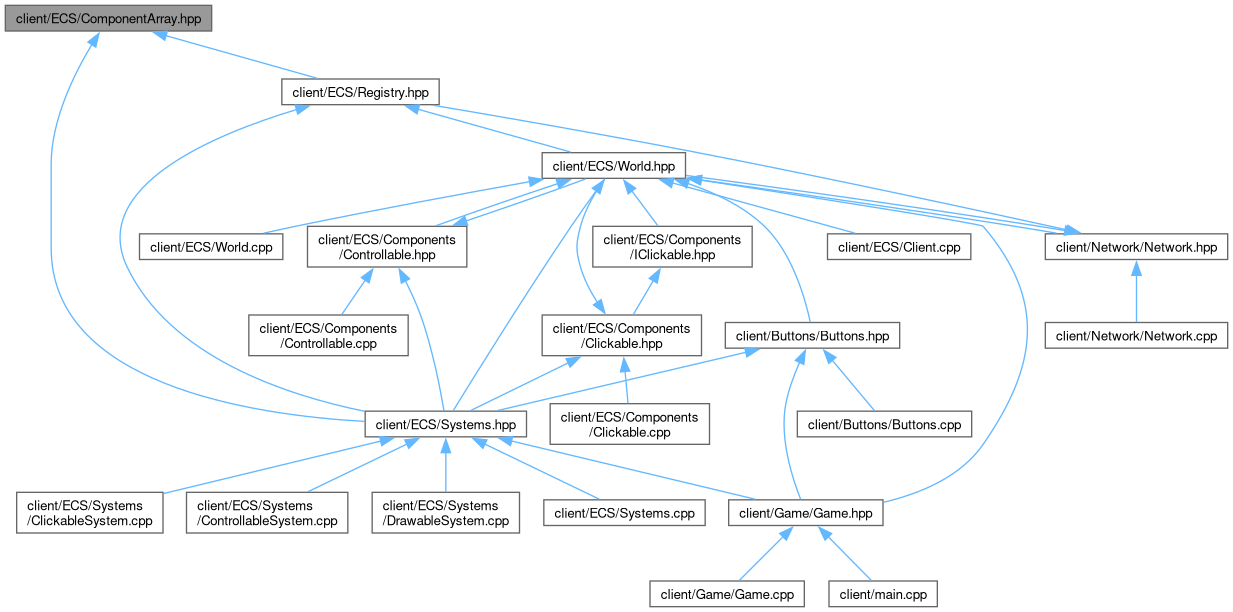 client/ECS/ComponentArray.hpp
client/ECS/Registry.hpp
client/ECS/World.hpp
client/ECS/World.cpp
client/ECS/Components
/Controllable.hpp
client/ECS/Components
/IClickable.hpp
client/ECS/Client.cpp
client/Network/Network.hpp
client/ECS/Components
/Controllable.cpp
client/ECS/Components
/Clickable.hpp
client/Buttons/Buttons.hpp
client/Network/Network.cpp
client/ECS/Systems.hpp
client/ECS/Components
/Clickable.cpp
client/Buttons/Buttons.cpp
client/ECS/Systems
/ClickableSystem.cpp
client/ECS/Systems
/ControllableSystem.cpp
client/ECS/Systems
/DrawableSystem.cpp
client/ECS/Systems.cpp
client/Game/Game.hpp
client/Game/Game.cpp
client/main.cpp